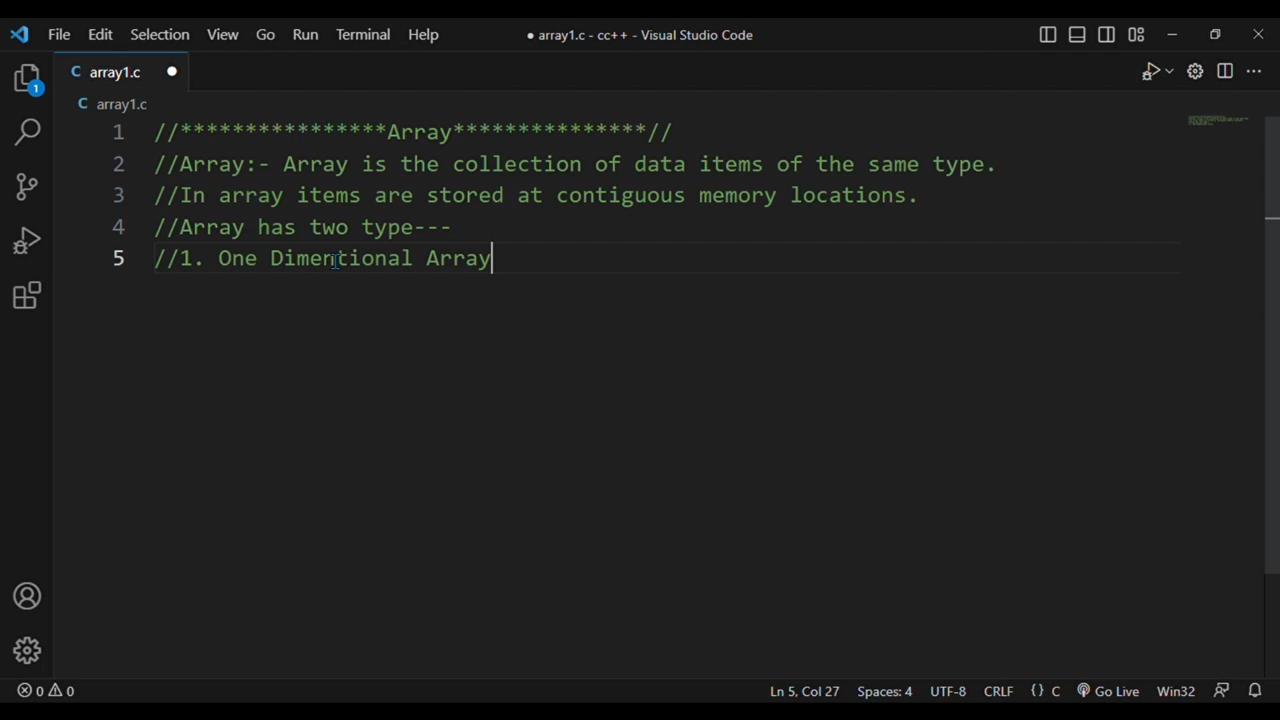 File Edit Selection View Go Run Terminal Help ● array1.c - cc++ - Visual Studio Code
C array1.c ●
C array1.c
1 //****************Array***************//
2 //Array:- Array is the collection of data items of the same type.
3 //In array items are stored at contiguous memory locations.
4 //Array has two type---
5 //1. One Dimentional Array
1
0 0 Ln 5, Col 27 Spaces: 4 UTF-8 CRLF {} C Go Live Win32